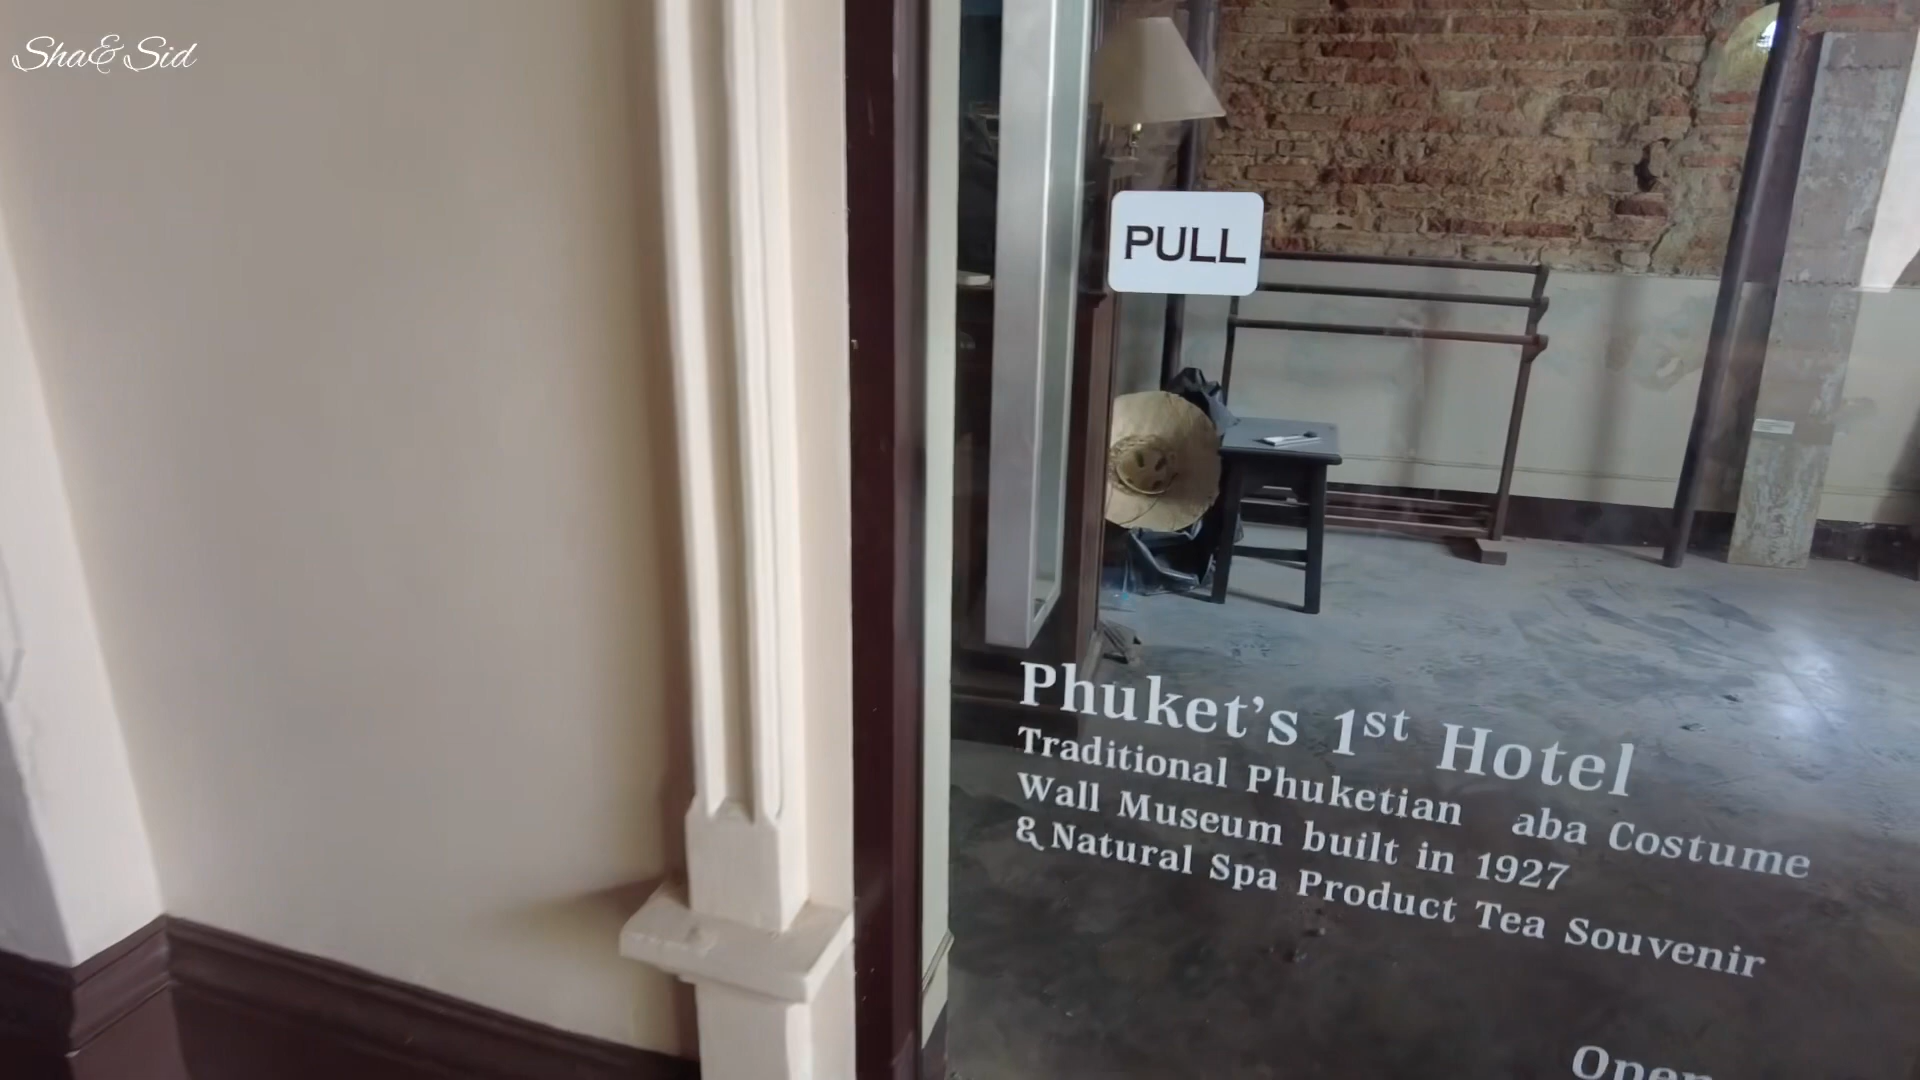 Sha& Sid
PULL
Phuket's 1st Hotel
Traditional Phuketian aba Costume
Wall Museum built in 1927
& Natural Spa Product Tea Souvenir
Open